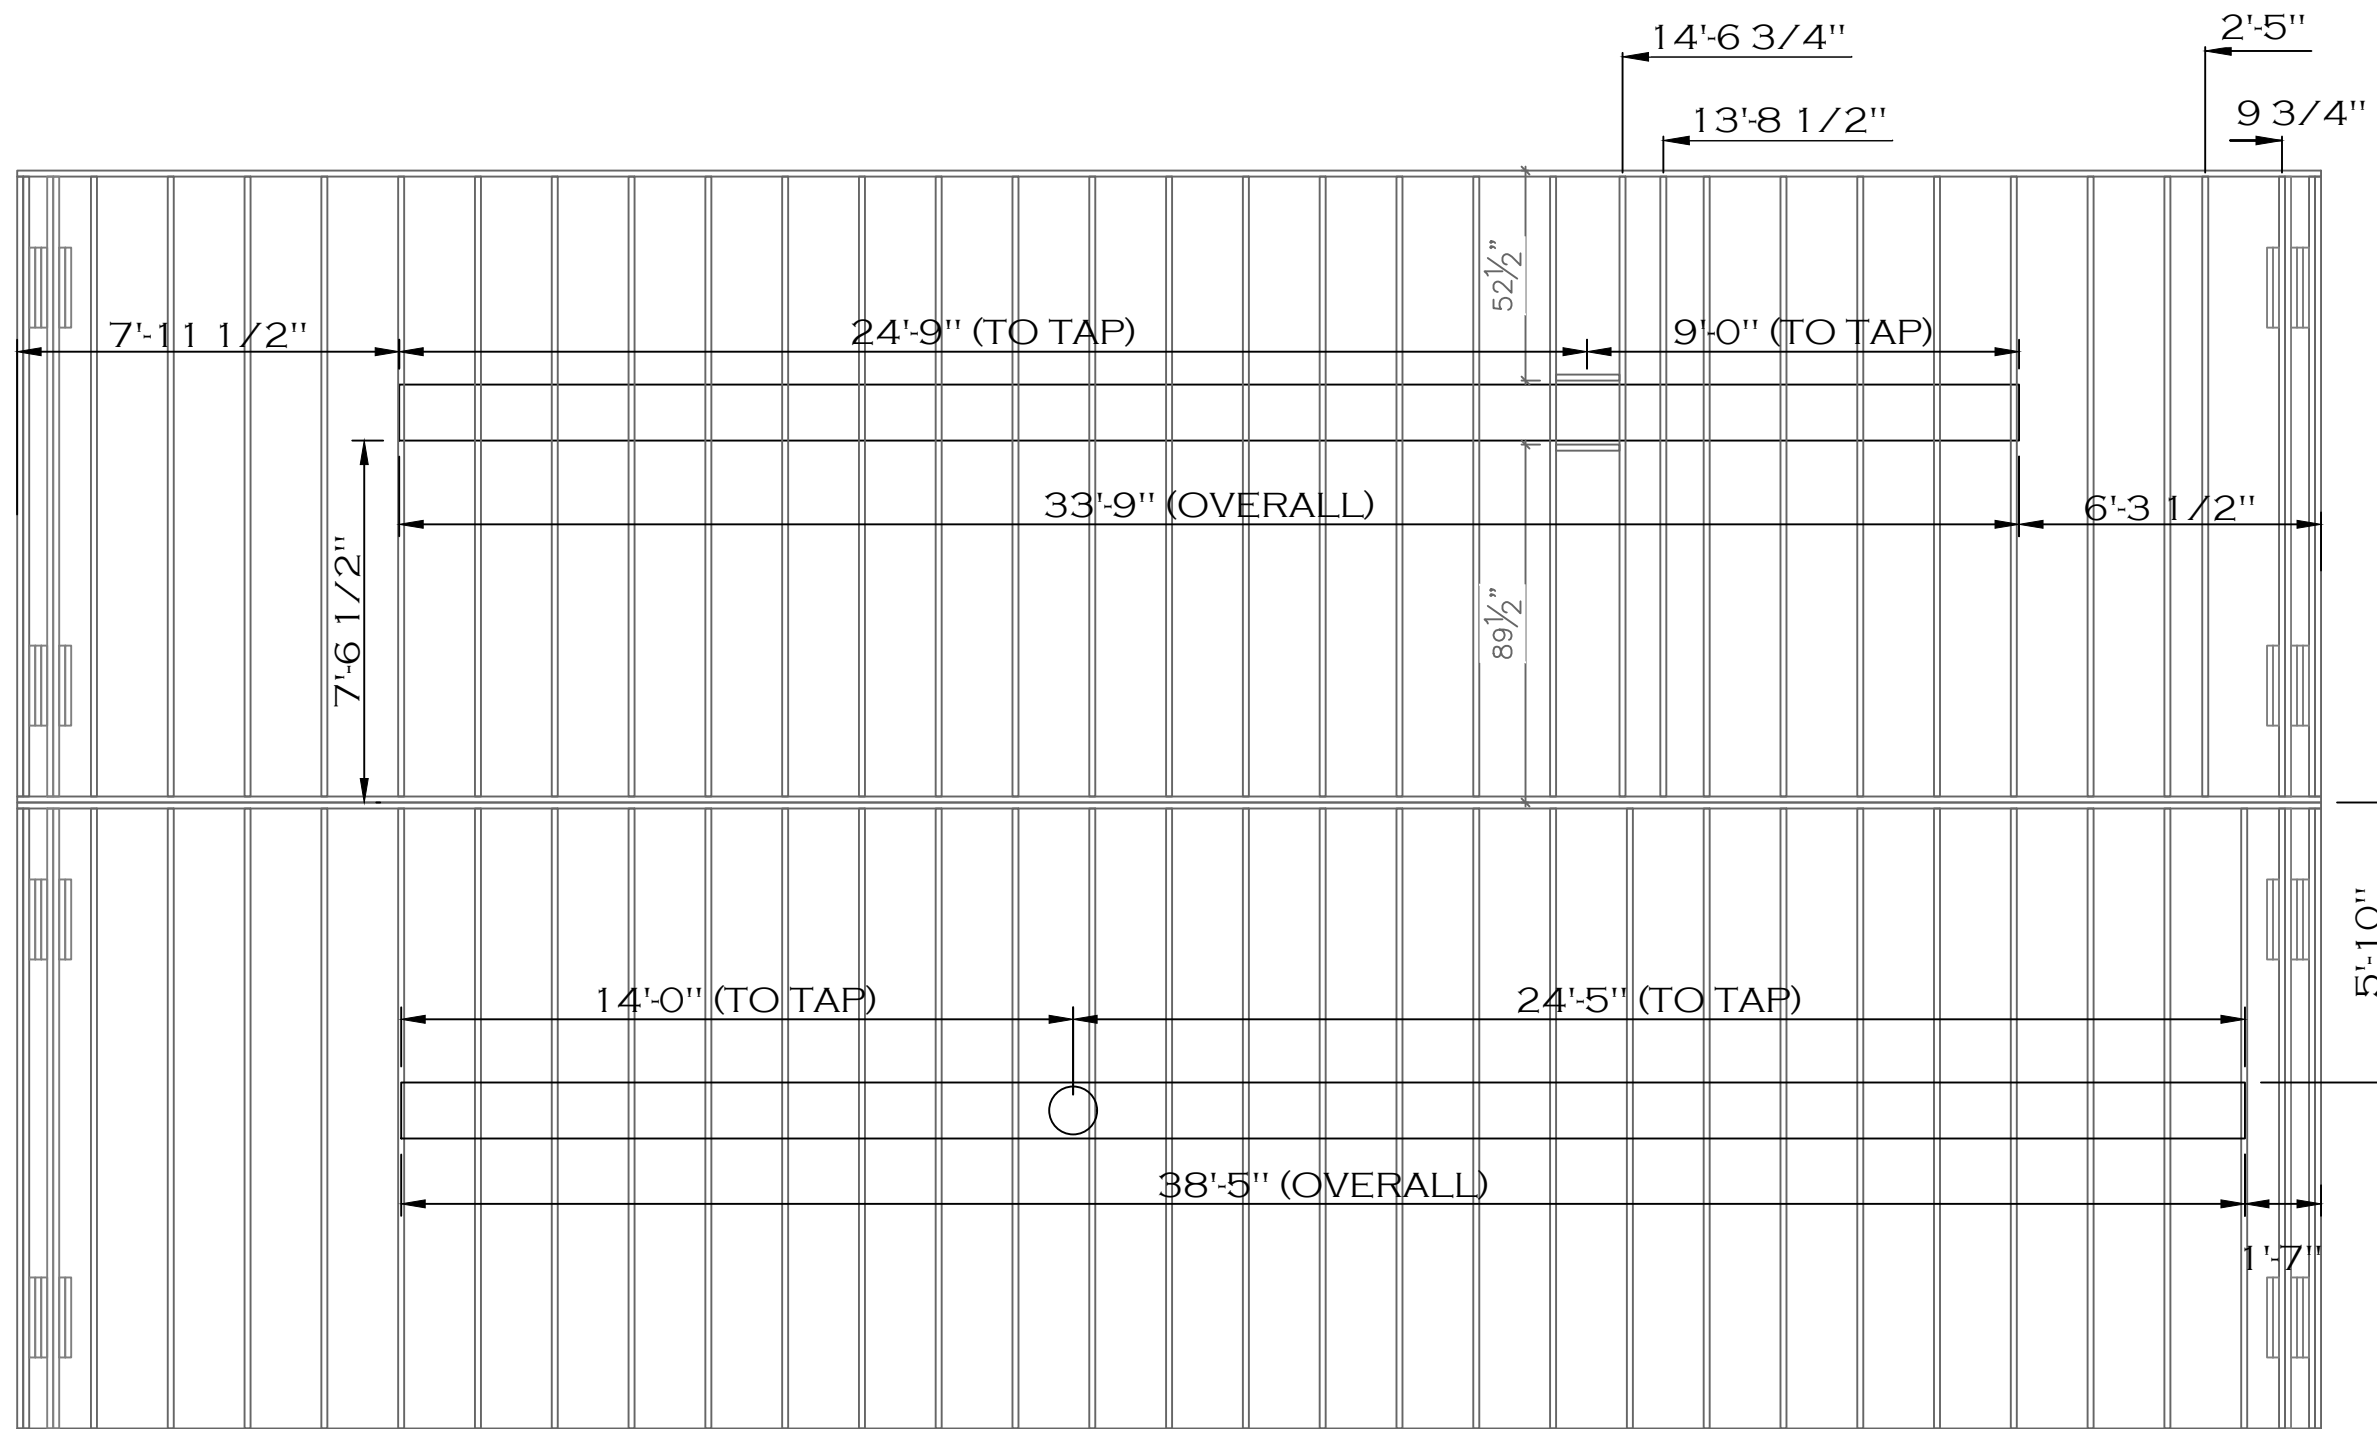 14'-6 3/4"
2'-5"
13'-8 1/2"
9 3/4"
52½"
7'-11 1/2"
24'-9" (TO TAP)
9'-0" (TO TAP)
33'-9" (OVERALL)
6'-3 1/2"
7'-6 1/2"
89½"
5'-10"
14'-0" (TO TAP)
24'-5" (TO TAP)
38'-5" (OVERALL)
1'-7"